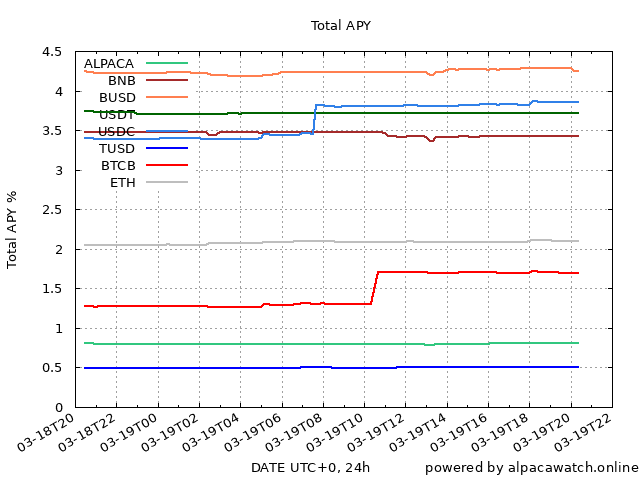 Total APY
4.5
4
3.5
3
2.5
2
1.5
1
0.5
0
Total APY %
ALPACA
BNB
BUSD
USDT
USDC
TUSD
BTCB
ETH
03-18T20
03-18T22
03-19T00
03-19T02
03-19T04
03-19T06
03-19T08
03-19T10
03-19T12
03-19T14
03-19T16
03-19T18
03-19T20
03-19T22
DATE UTC+0, 24h
powered by alpacawatch.online